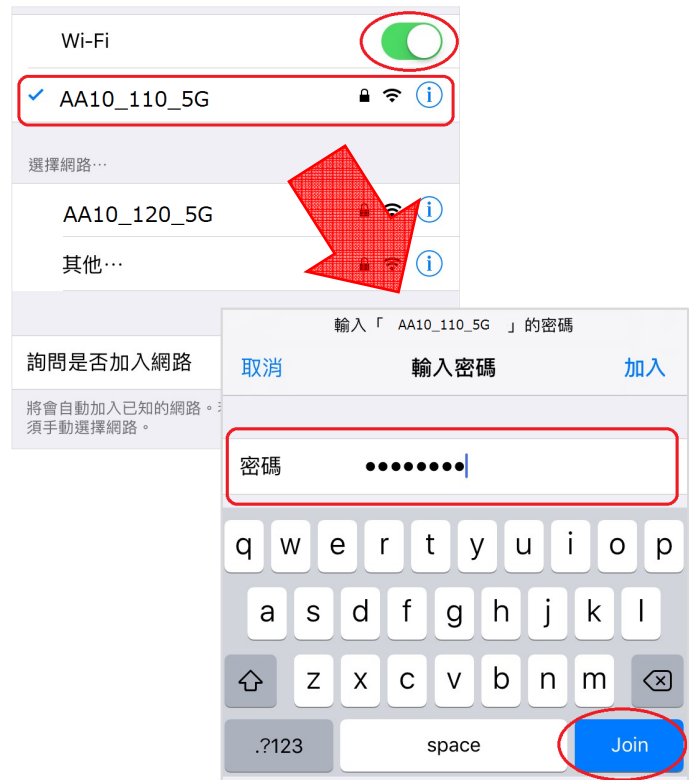 Wi-Fi
AA10_110_5G
選擇網路…
AA10_120_5G
其他…
詢問是否加入網路
將會自動加入已知的網路。
須手動選擇網路。
輸入「 AA10_110_5G 」的密碼
取消 輸入密碼 加入
密碼 ••••••••
q w e r t y u i o p
a s d f g h j k l
z x c v b n m
.?123 space Join